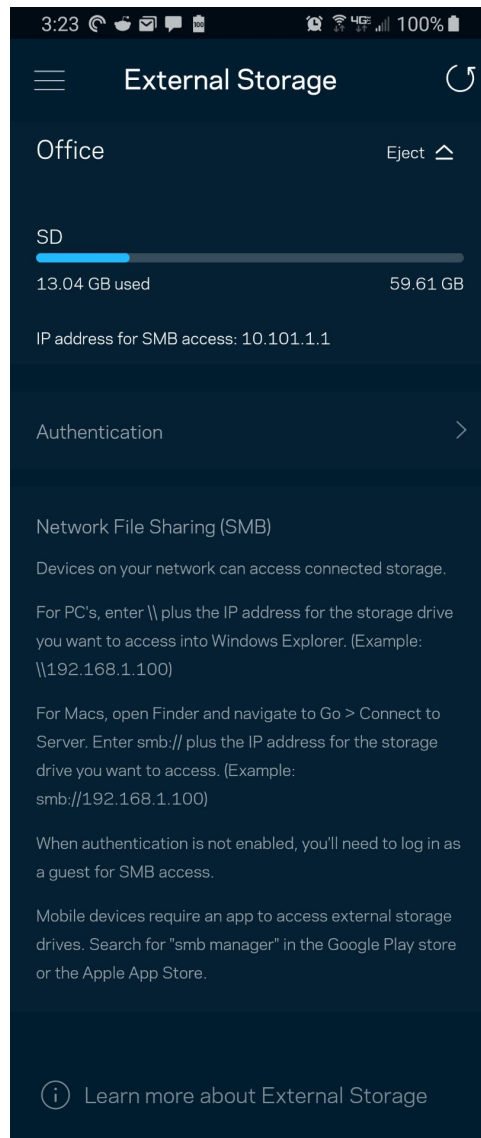 3:23 100 4GE 100%
External Storage
Office Eject
SD
13.04 GB used 59.61 GB
IP address for SMB access: 10.101.1.1
Authentication
Network File Sharing (SMB)
Devices on your network can access connected storage.
For PC's, enter \\ plus the IP address for the storage drive
you want to access into Windows Explorer. (Example:
\\192.168.1.100)
For Macs, open Finder and navigate to Go > Connect to
Server. Enter smb:// plus the IP address for the storage
drive you want to access. (Example:
smb://192.168.1.100)
When authentication is not enabled, you'll need to log in as
a guest for SMB access.
Mobile devices require an app to access external storage
drives. Search for "smb manager" in the Google Play store
or the Apple App Store.
Learn more about External Storage